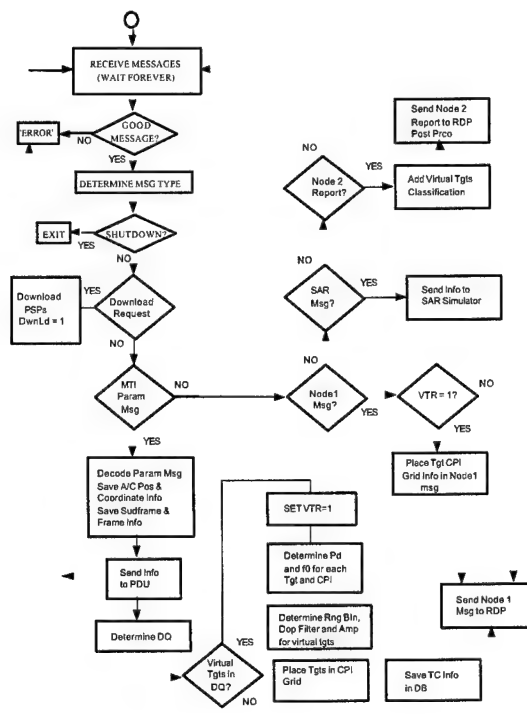 RECEIVE MESSAGES
(WAIT FOREVER)
'ERROR'
NO
GOOD
MESSAGE?
YES
DETERMINE MSG TYPE
EXIT
YES
SHUTDOWN?
NO
Download
PSPs
DwnLd = 1
YES
Download
Request
NO
MTI
Param
Msg
NO
YES
Node1
Msg?
NO
YES
VTR = 1?
NO
YES
Place Tgt CPI
Grid Info in Node1
msg
SAR
Msg?
NO
YES
Send Info to
SAR Simulator
Node 2
Report?
NO
YES
Add Virtual Tgts
Classification
Send Node 2
Report to RDP
Post Prco
Decode Param Msg
Save A/C Pos &
Coordinate Info
Save Sudframe &
Frame Info
Send Info
to PDU
Determine DQ
Virtual
Tgts in
DQ?
YES
NO
SET VTR=1
Determine Pd
and f0 for each
Tgt and CPI
Determine Rng BIn,
Dop Filter and Amp
for virtual tgts
Place Tgts in CPI
Grid
Save TC Info
in DB
Send Node 1
Msg to RDP